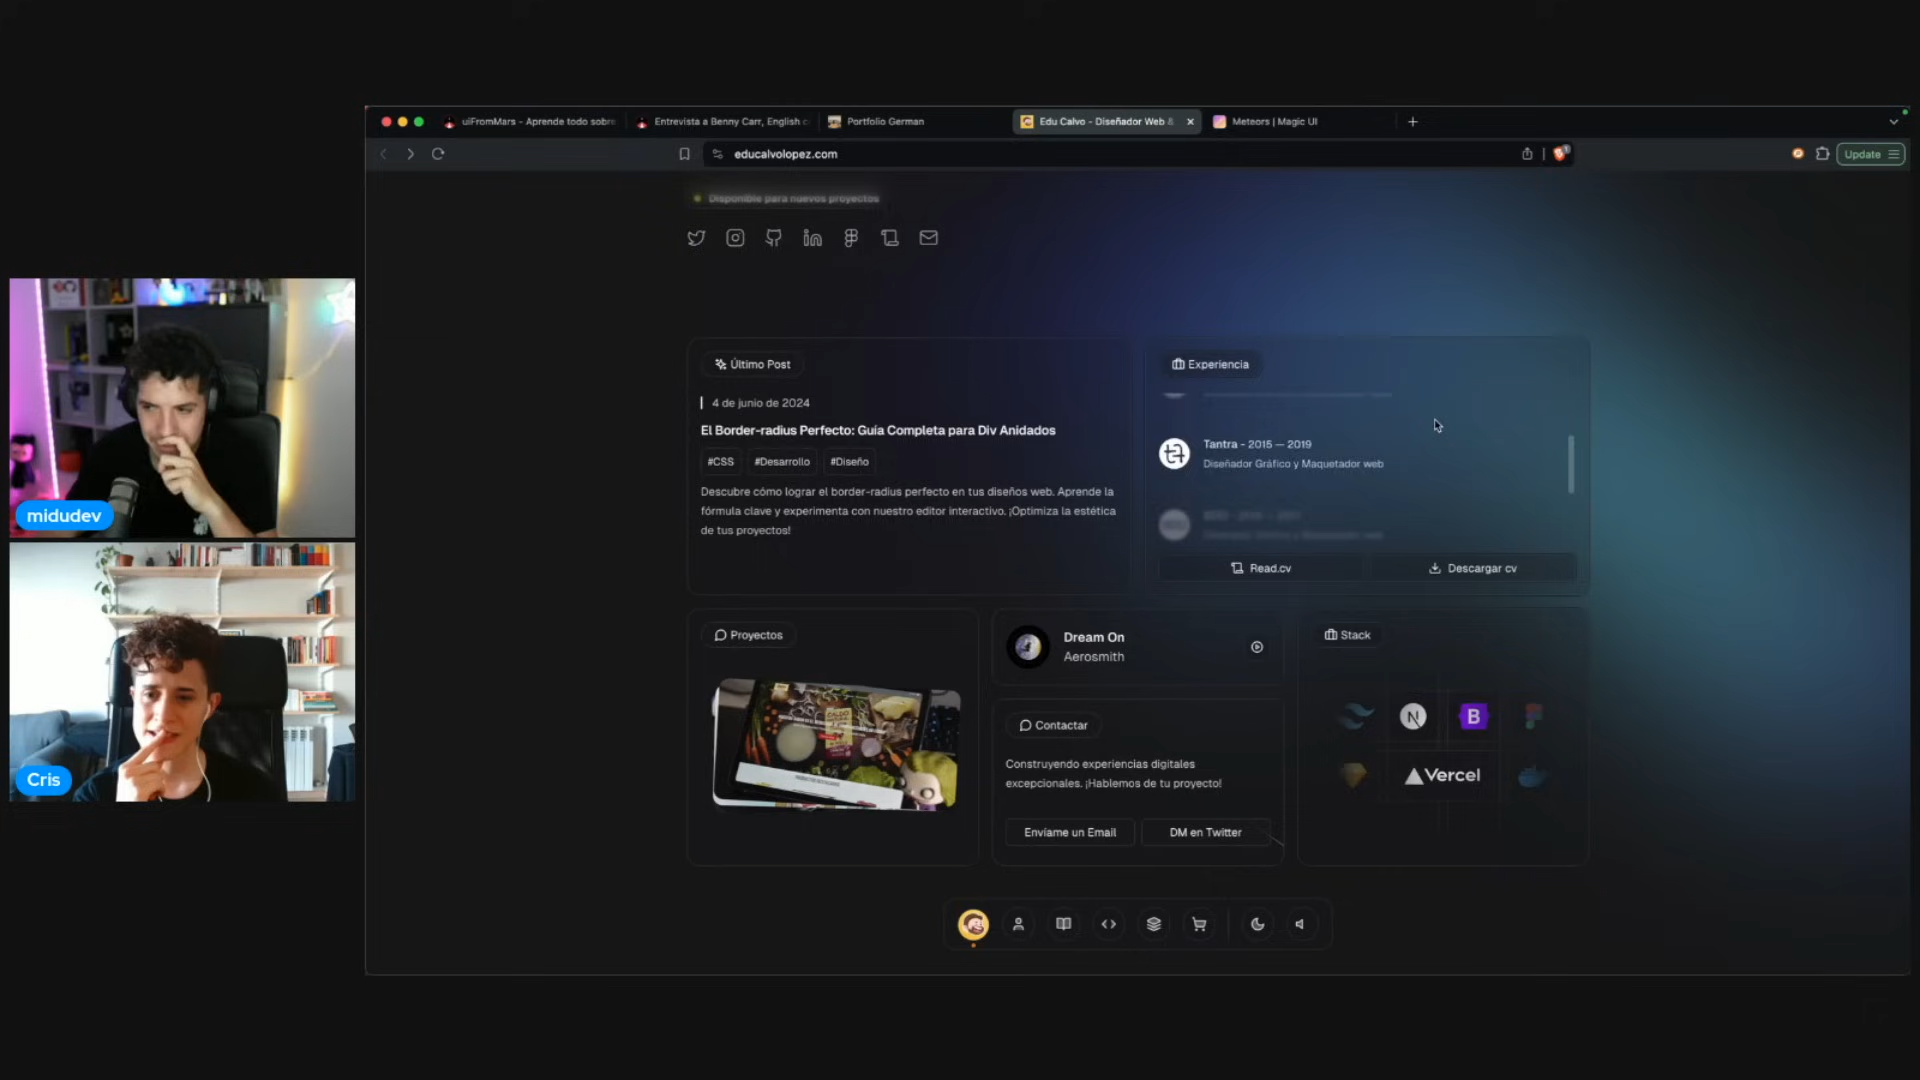 uiFromMars - Aprende todo sobre
Entrevista a Benny Carr, English c
Portfolio German
Edu Calvo - Diseñador Web &
Meteors | Magic UI
educalvolopez.com
Update
Disponible para nuevos proyectos
Último Post
4 de junio de 2024
El Border-radius Perfecto: Guía Completa para Div Anidados
#CSS #Desarrollo #Diseño
Descubre cómo lograr el border-radius perfecto en tus diseños web. Aprende la
fórmula clave y experimenta con nuestro editor interactivo. ¡Optimiza la estética
de tus proyectos!
Experiencia
Tantra - 2015 — 2019
Diseñador Gráfico y Maquetador web
Read.cv
Descargar cv
Proyectos
Dream On
Aerosmith
Contactar
Construyendo experiencias digitales
excepcionales. ¡Hablemos de tu proyecto!
Envíame un Email
DM en Twitter
Stack
N
B
Vercel
midudev
Cris